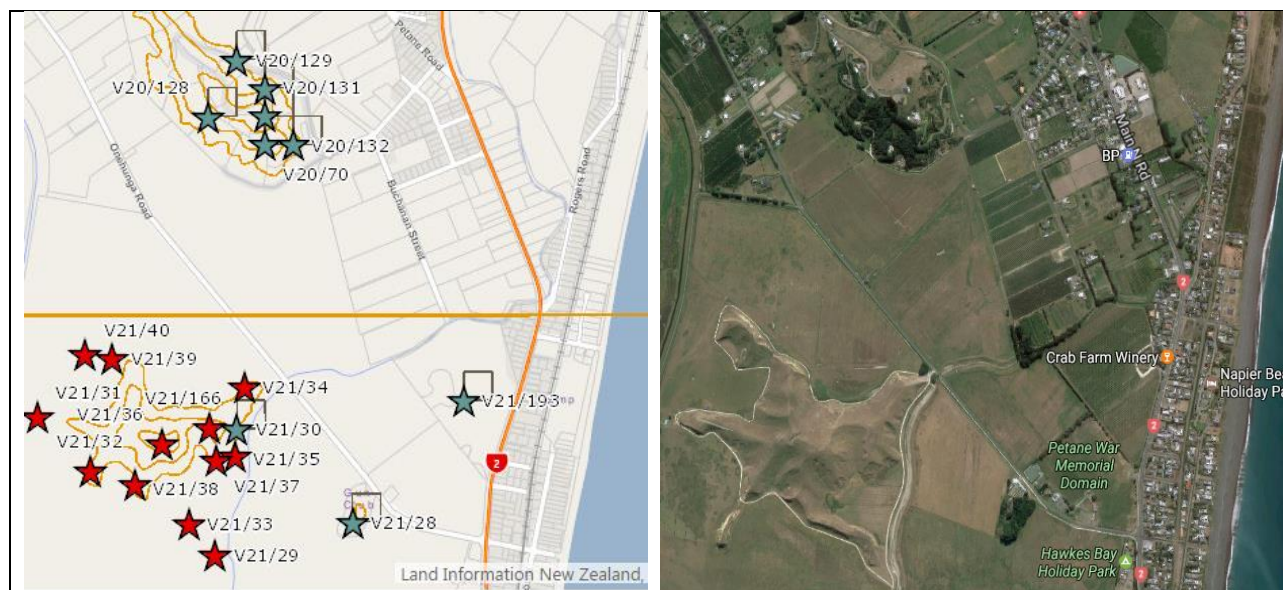 Petane Road
V20/129
V20/128
V20/131
V20/132
V20/70
Onehunga Road
Buchanan Street
Rogers Road
V21/40
V21/39
V21/31
V21/166
V21/34
V21/36
V21/193
V21/32
V21/30
V21/35
V21/38
V21/37
2
V21/33
V21/28
V21/29
Land Information New Zealand,
Main N Rd
BP
2
Crab Farm Winery
Napier Bea
Holiday Pa
2
Petane War
Memorial
Domain
Hawkes Bay
Holiday Park
2